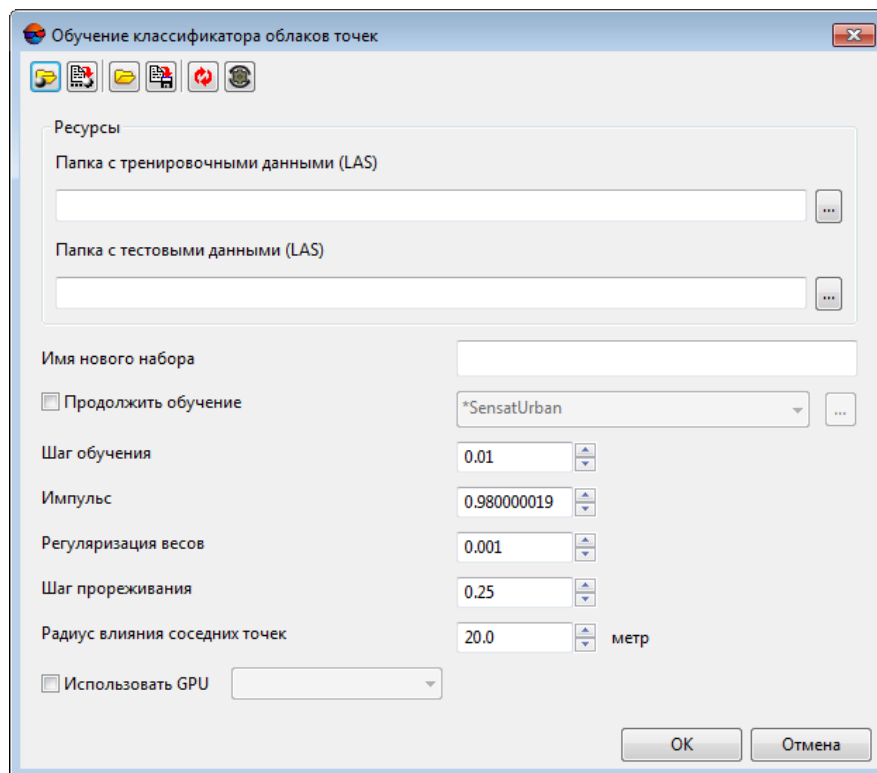 Обучение классификатора облаков точек
Ресурсы
Папка с тренировочными данными (LAS)
...
Папка с тестовыми данными (LAS)
...
Имя нового набора
Продолжить обучение *SensatUrban ...
Шаг обучения 0.01
Импульс 0.980000019
Регуляризация весов 0.001
Шаг прореживания 0.25
Радиус влияния соседних точек 20.0 метр
Использовать GPU
OK Отмена